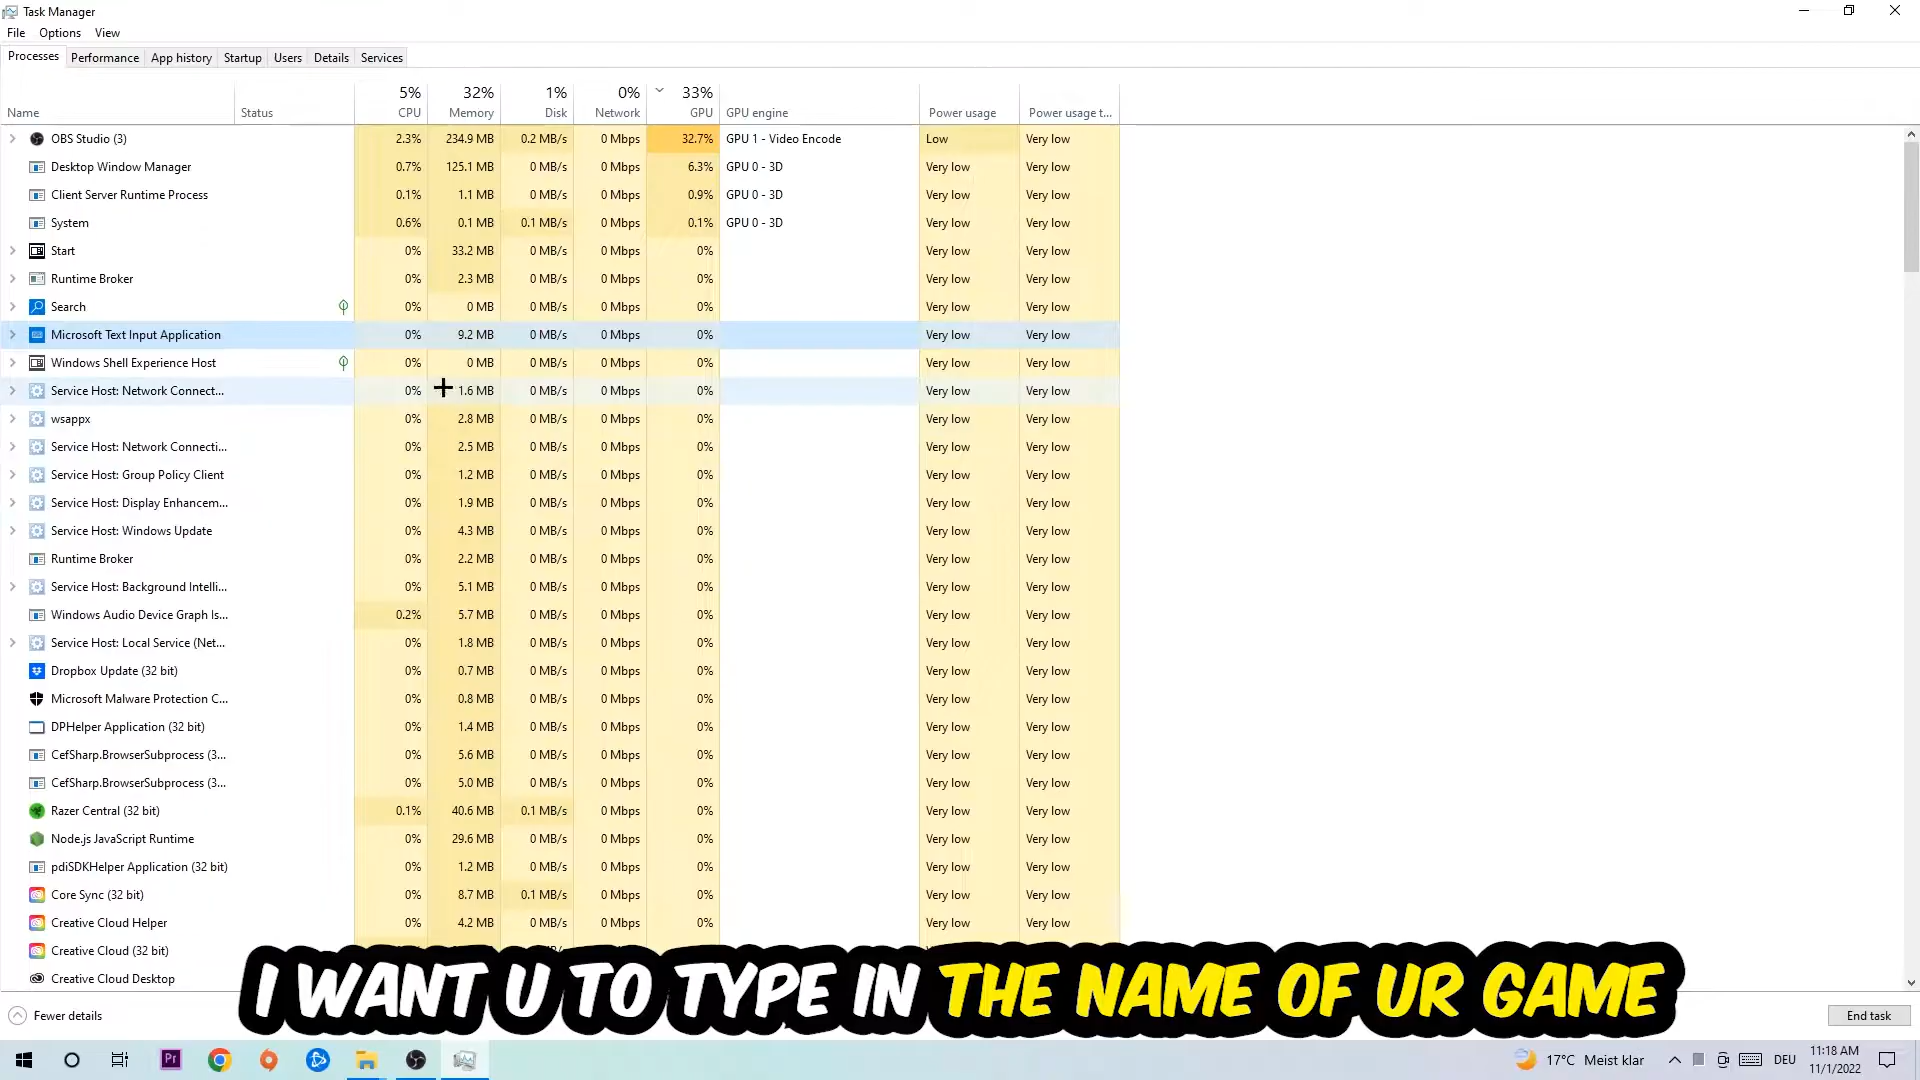 Task Manager
File Options View
Processes Performance App history Startup Users Details Services
5% 32% 1% 0% 33%
Name Status CPU Memory Disk Network GPU GPU engine Power usage Power usage t...
OBS Studio (3) 2.3% 234.9 MB 0.2 MB/s 0 Mbps 32.7% GPU 1 - Video Encode Low Very low
Desktop Window Manager 0.7% 125.1 MB 0 MB/s 0 Mbps 6.3% GPU 0 - 3D Very low Very low
Client Server Runtime Process 0.1% 1.1 MB 0 MB/s 0 Mbps 0.9% GPU 0 - 3D Very low Very low
System 0.6% 0.1 MB 0.1 MB/s 0 Mbps 0.1% GPU 0 - 3D Very low Very low
Start 0% 33.2 MB 0 MB/s 0 Mbps 0% Very low Very low
Runtime Broker 0% 2.3 MB 0 MB/s 0 Mbps 0% Very low Very low
Search 0% 0 MB 0 MB/s 0 Mbps 0% Very low Very low
Microsoft Text Input Application 0% 9.2 MB 0 MB/s 0 Mbps 0% Very low Very low
Windows Shell Experience Host 0% 0 MB 0 MB/s 0 Mbps 0% Very low Very low
Service Host: Network Connect... 0% 1.6 MB 0 MB/s 0 Mbps 0% Very low Very low
wsappx 0% 2.8 MB 0 MB/s 0 Mbps 0% Very low Very low
Service Host: Network Connecti... 0% 2.5 MB 0 MB/s 0 Mbps 0% Very low Very low
Service Host: Group Policy Client 0% 1.2 MB 0 MB/s 0 Mbps 0% Very low Very low
Service Host: Display Enhancem... 0% 1.9 MB 0 MB/s 0 Mbps 0% Very low Very low
Service Host: Windows Update 0% 4.3 MB 0 MB/s 0 Mbps 0% Very low Very low
Runtime Broker 0% 2.2 MB 0 MB/s 0 Mbps 0% Very low Very low
Service Host: Background Intelli... 0% 5.1 MB 0 MB/s 0 Mbps 0% Very low Very low
Windows Audio Device Graph Is... 0.2% 5.7 MB 0 MB/s 0 Mbps 0% Very low Very low
Service Host: Local Service (Net... 0% 1.8 MB 0 MB/s 0 Mbps 0% Very low Very low
Dropbox Update (32 bit) 0% 0.7 MB 0 MB/s 0 Mbps 0% Very low Very low
Microsoft Malware Protection C... 0% 0.8 MB 0 MB/s 0 Mbps 0% Very low Very low
DPHelper Application (32 bit) 0% 1.4 MB 0 MB/s 0 Mbps 0% Very low Very low
CefSharp.BrowserSubprocess (3... 0% 5.6 MB 0 MB/s 0 Mbps 0% Very low Very low
CefSharp.BrowserSubprocess (3... 0% 5.0 MB 0 MB/s 0 Mbps 0% Very low Very low
Razer Central (32 bit) 0.1% 40.6 MB 0.1 MB/s 0 Mbps 0% Very low Very low
Node.js JavaScript Runtime 0% 29.6 MB 0 MB/s 0 Mbps 0% Very low Very low
pdiSDKHelper Application (32 bit) 0% 1.2 MB 0 MB/s 0 Mbps 0% Very low Very low
Core Sync (32 bit) 0% 8.7 MB 0.1 MB/s 0 Mbps 0% Very low Very low
Creative Cloud Helper 0% 4.2 MB 0 MB/s 0 Mbps 0% Very low Very low
Creative Cloud (32 bit)
Creative Cloud Desktop
I WANT U TO TYPE IN THE NAME OF UR GAME
Fewer details End task
Pr 17°C Meist klar DEU 11:18 AM
11/1/2022